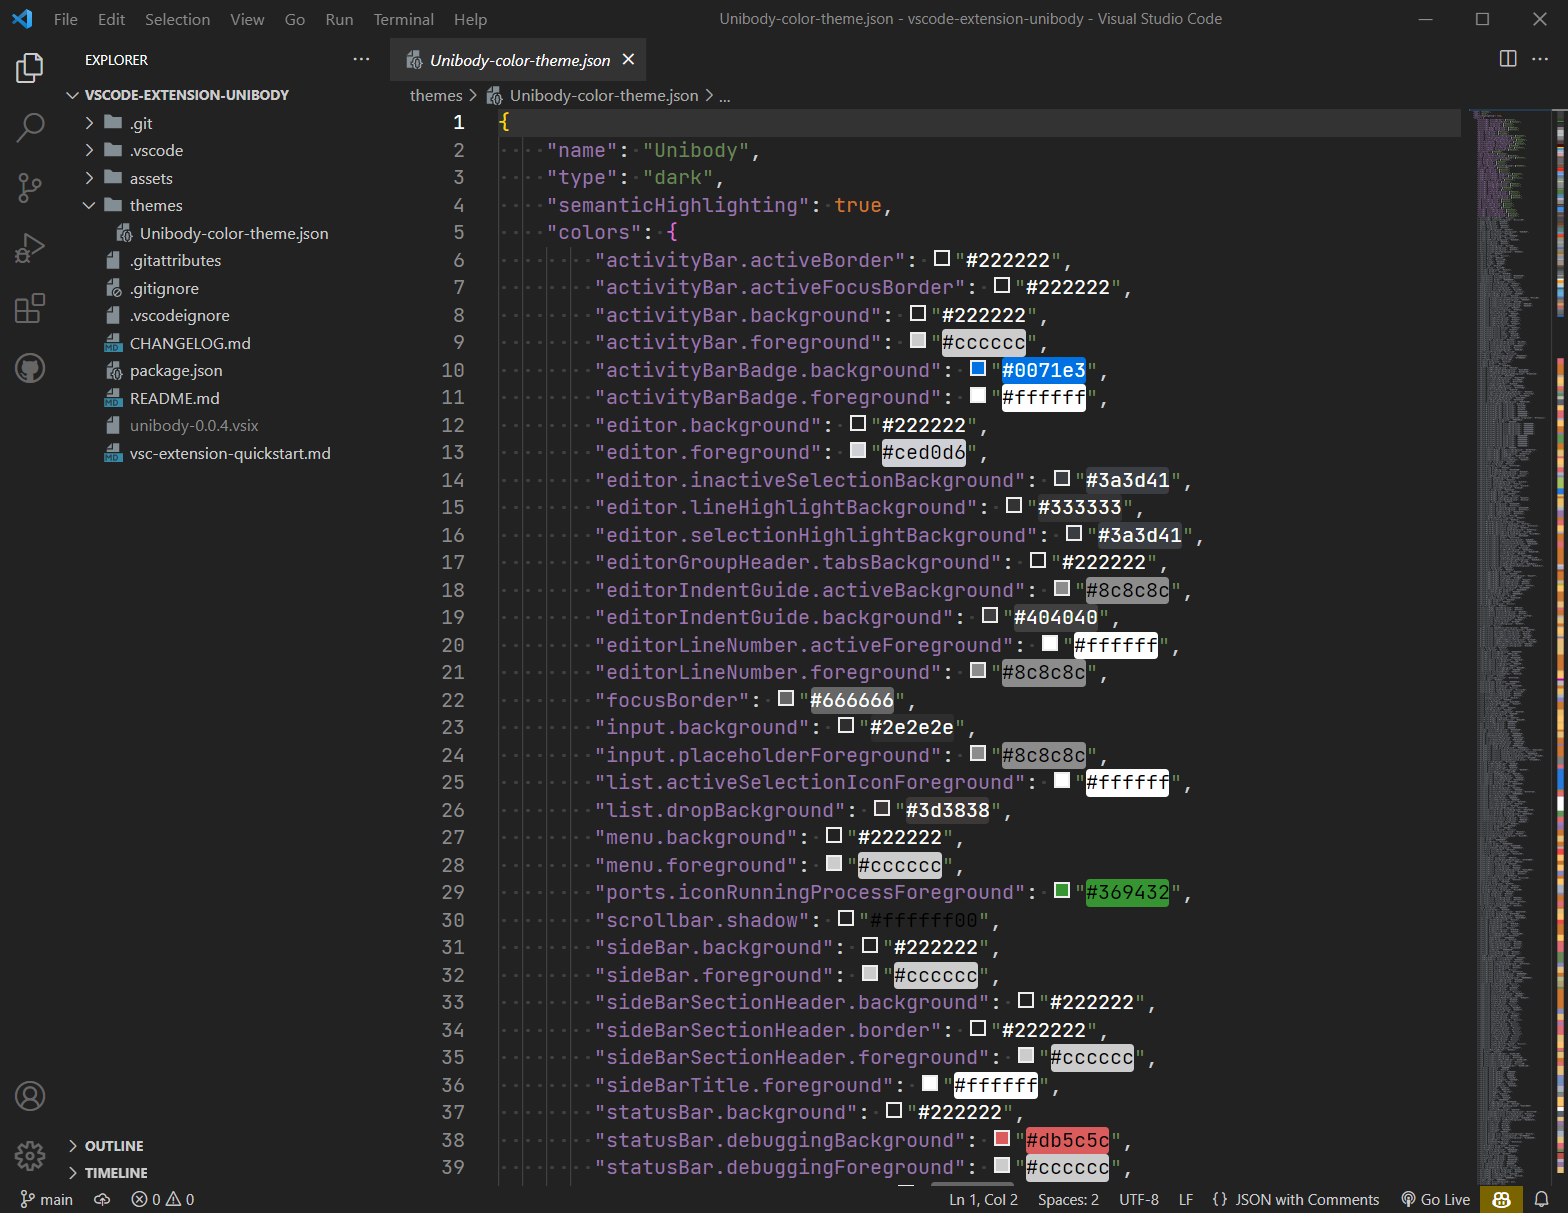 File Edit Selection View Go Run Terminal Help
Unibody-color-theme.json - vscode-extension-unibody - Visual Studio Code
EXPLORER
VSCODE-EXTENSION-UNIBODY
.git
.vscode
assets
themes
Unibody-color-theme.json
.gitattributes
.gitignore
.vscodeignore
CHANGELOG.md
package.json
README.md
unibody-0.0.4.vsix
vsc-extension-quickstart.md
OUTLINE
TIMELINE
Unibody-color-theme.json
themes > Unibody-color-theme.json > ...
1 {
2 "name": "Unibody",
3 "type": "dark",
4 "semanticHighlighting": true,
5 "colors": {
6 "activityBar.activeBorder": "#222222",
7 "activityBar.activeFocusBorder": "#222222",
8 "activityBar.background": "#222222",
9 "activityBar.foreground": "#cccccc",
10 "activityBarBadge.background": "#0071e3",
11 "activityBarBadge.foreground": "#ffffff",
12 "editor.background": "#222222",
13 "editor.foreground": "#ced0d6",
14 "editor.inactiveSelectionBackground": "#3a3d41",
15 "editor.lineHighlightBackground": "#333333",
16 "editor.selectionHighlightBackground": "#3a3d41",
17 "editorGroupHeader.tabsBackground": "#222222",
18 "editorIndentGuide.activeBackground": "#8c8c8c",
19 "editorIndentGuide.background": "#404040",
20 "editorLineNumber.activeForeground": "#ffffff",
21 "editorLineNumber.foreground": "#8c8c8c",
22 "focusBorder": "#666666",
23 "input.background": "#2e2e2e",
24 "input.placeholderForeground": "#8c8c8c",
25 "list.activeSelectionIconForeground": "#ffffff",
26 "list.dropBackground": "#3d3838",
27 "menu.background": "#222222",
28 "menu.foreground": "#cccccc",
29 "ports.iconRunningProcessForeground": "#369432",
30 "scrollbar.shadow": "#ffffff00",
31 "sideBar.background": "#222222",
32 "sideBar.foreground": "#cccccc",
33 "sideBarSectionHeader.background": "#222222",
34 "sideBarSectionHeader.border": "#222222",
35 "sideBarSectionHeader.foreground": "#cccccc",
36 "sideBarTitle.foreground": "#ffffff",
37 "statusBar.background": "#222222",
38 "statusBar.debuggingBackground": "#db5c5c",
39 "statusBar.debuggingForeground": "#cccccc",
main 0 0 Ln 1, Col 2 Spaces: 2 UTF-8 LF {} JSON with Comments Go Live